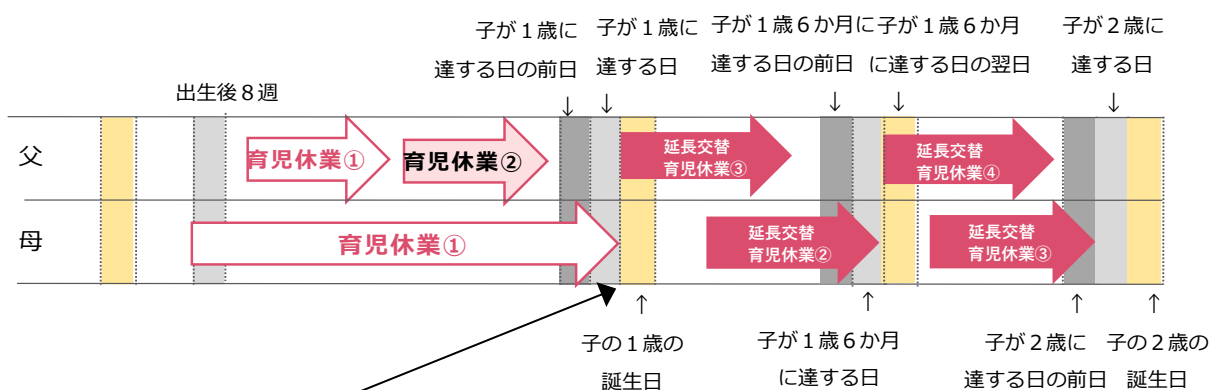 子が１歳に
達する日の前日
↓
子が１歳に
達する日
↓
子が１歳６か月に
達する日の前日
↓
子が１歳６か月
に達する日の翌日
↓
子が２歳に
達する日
↓
出生後８週
父
育児休業①
育児休業②
延長交替
育児休業③
延長交替
育児休業④
母
育児休業①
延長交替
育児休業②
延長交替
育児休業③
↑
子の１歳の
誕生日
↑
子が１歳６か月
に達する日
↑
子が２歳に
達する日の前日
↑
子の２歳の
誕生日